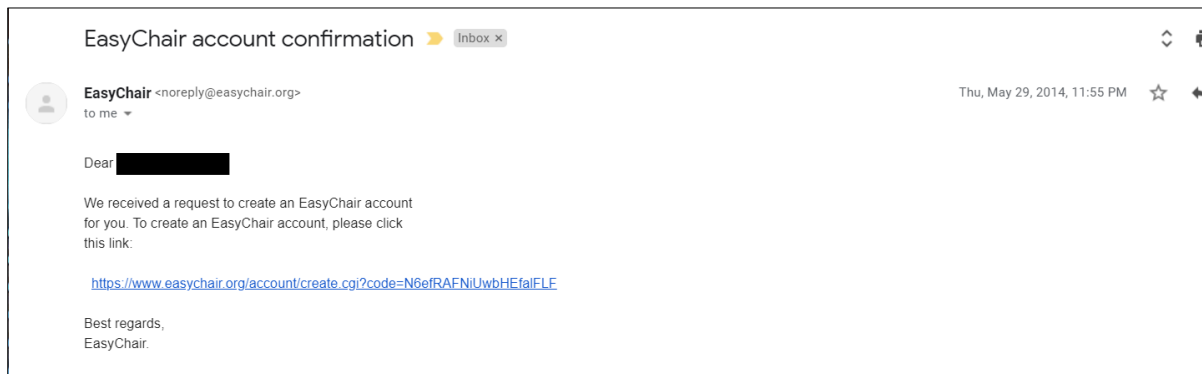 EasyChair account confirmation Inbox ×
EasyChair <noreply@easychair.org> Thu, May 29, 2014, 11:55 PM
to me
Dear
We received a request to create an EasyChair account
for you. To create an EasyChair account, please click
this link:
https://www.easychair.org/account/create.cgi?code=N6efRAFNiUwbHEfalFLF
Best regards,
EasyChair.